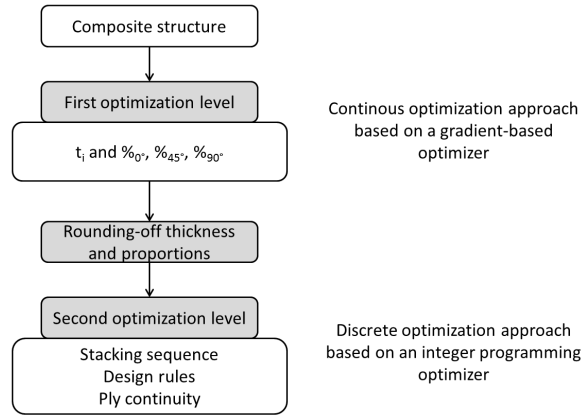 Composite structure
First optimization level
Continous optimization approach
based on a gradient-based
optimizer
tᵢ and %₀°, %₄₅°, %₉₀°
Rounding-off thickness
and proportions
Second optimization level
Discrete optimization approach
based on an integer programming
optimizer
Stacking sequence
Design rules
Ply continuity